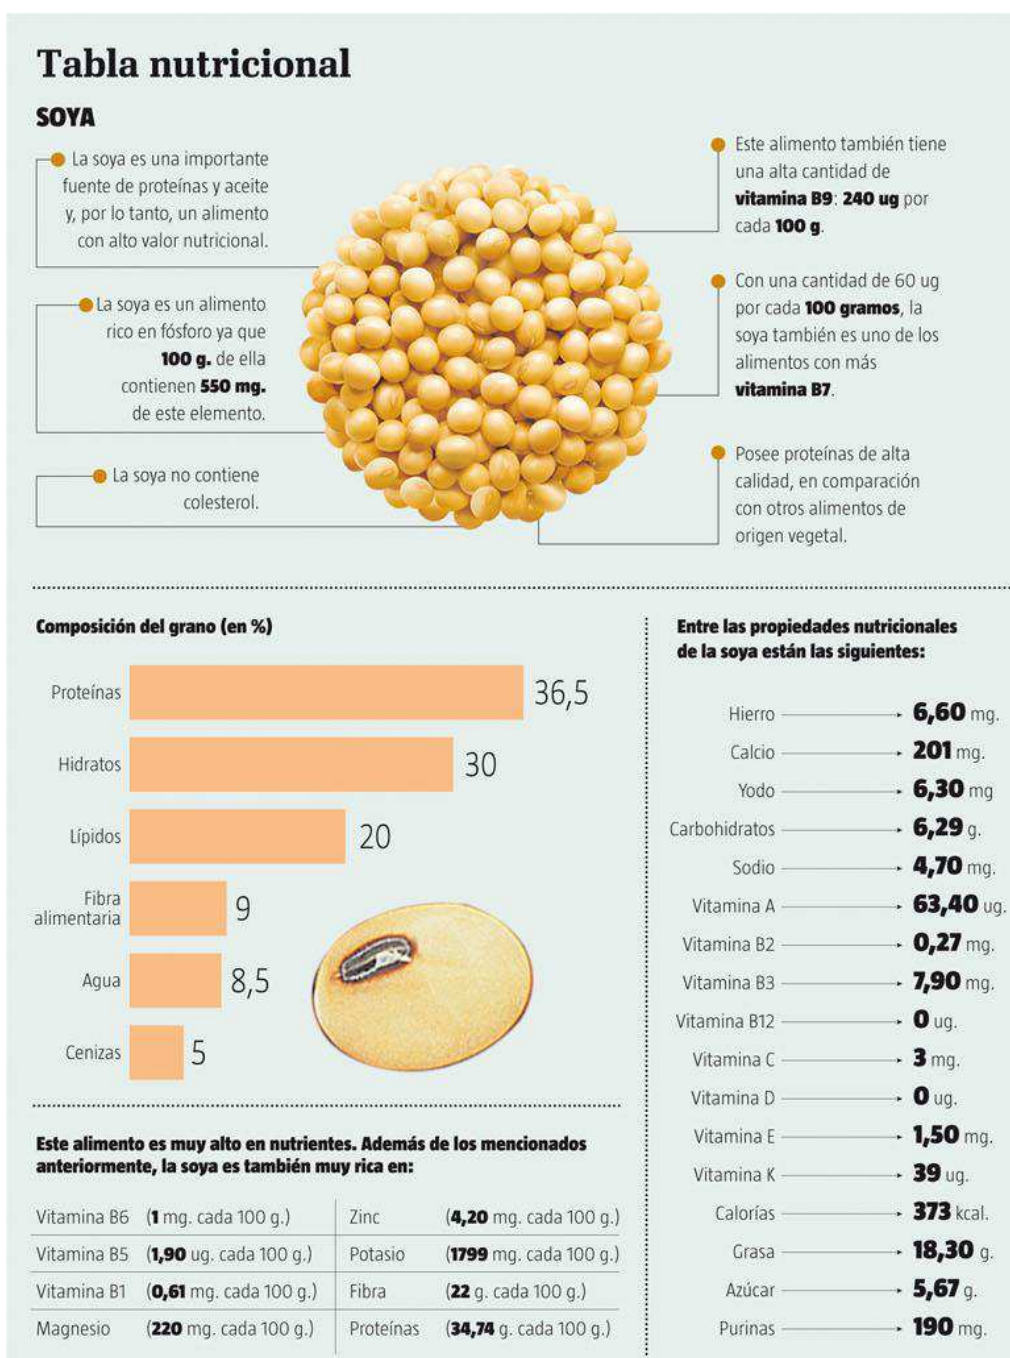 Tabla nutricional
SOYA
La soya es una importante
fuente de proteínas y aceite
y, por lo tanto, un alimento
con alto valor nutricional.
La soya es un alimento
rico en fósforo ya que
100 g. de ella
contienen 550 mg.
de este elemento.
La soya no contiene
colesterol.
Este alimento también tiene
una alta cantidad de
vitamina B9: 240 ug por
cada 100 g.
Con una cantidad de 60 ug
por cada 100 gramos, la
soya también es uno de los
alimentos con más
vitamina B7.
Posee proteínas de alta
calidad, en comparación
con otros alimentos de
origen vegetal.
Composición del grano (en %)
Proteínas 36,5
Hidratos 30
Lípidos 20
Fibra
alimentaria 9
Agua 8,5
Cenizas 5
Este alimento es muy alto en nutrientes. Además de los mencionados
anteriormente, la soya es también muy rica en:
Vitamina B6 (1 mg. cada 100 g.) Zinc (4,20 mg. cada 100 g.)
Vitamina B5 (1,90 ug. cada 100 g.) Potasio (1799 mg. cada 100 g.)
Vitamina B1 (0,61 mg. cada 100 g.) Fibra (22 g. cada 100 g.)
Magnesio (220 mg. cada 100 g.) Proteínas (34,74 g. cada 100 g.)
Entre las propiedades nutricionales
de la soya están las siguientes:
Hierro 6,60 mg.
Calcio 201 mg.
Yodo 6,30 mg
Carbohidratos 6,29 g.
Sodio 4,70 mg.
Vitamina A 63,40 ug.
Vitamina B2 0,27 mg.
Vitamina B3 7,90 mg.
Vitamina B12 0 ug.
Vitamina C 3 mg.
Vitamina D 0 ug.
Vitamina E 1,50 mg.
Vitamina K 39 ug.
Calorías 373 kcal.
Grasa 18,30 g.
Azúcar 5,67 g.
Purinas 190 mg.